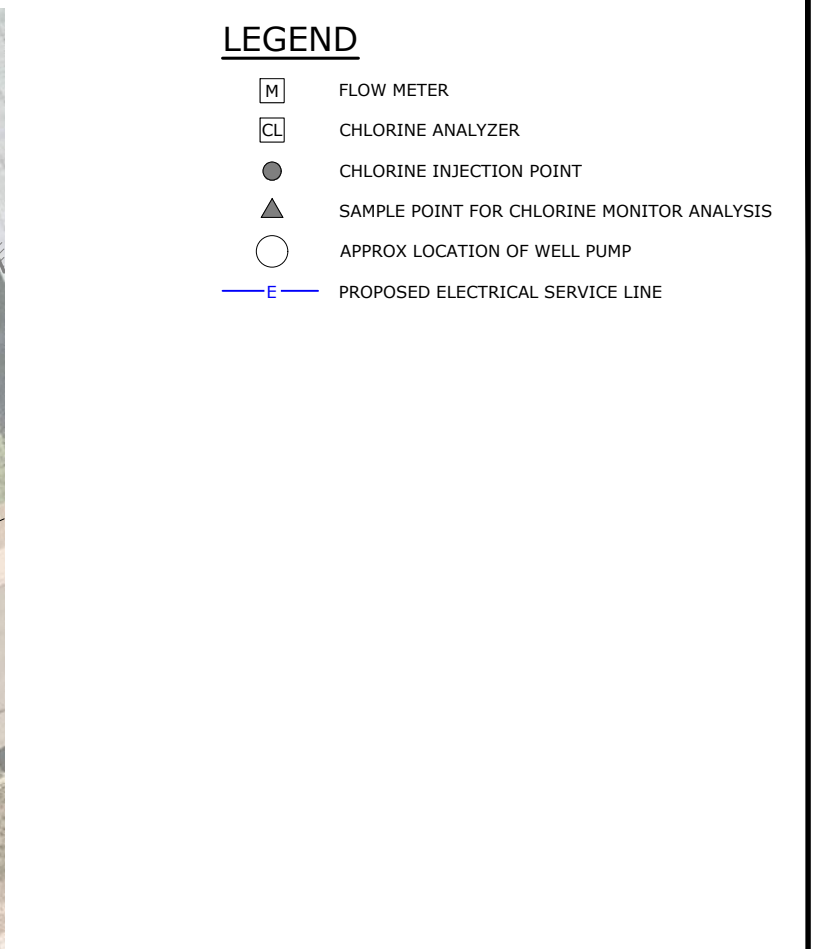 LEGEND
M FLOW METER
CL CHLORINE ANALYZER
CHLORINE INJECTION POINT
SAMPLE POINT FOR CHLORINE MONITOR ANALYSIS
APPROX LOCATION OF WELL PUMP
E PROPOSED ELECTRICAL SERVICE LINE